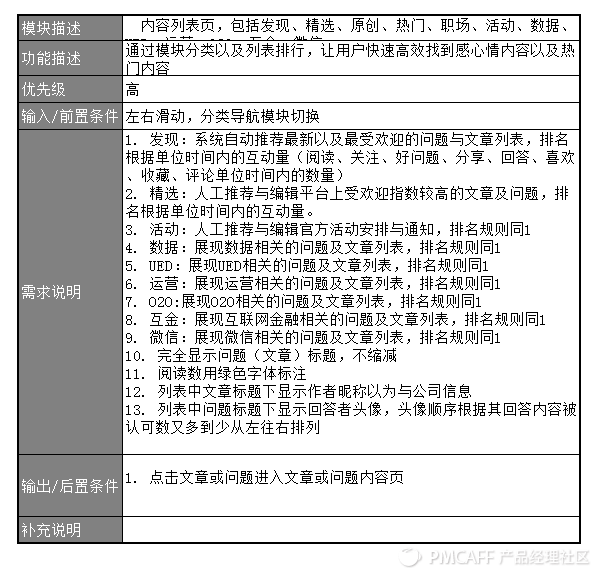 模块描述
内容列表页，包括发现、精选、原创、热门、职场、活动、数据、
功能描述
通过模块分类以及列表排行，让用户快速高效找到感心情内容以及热
门内容
优先级
高
输入/前置条件
左右滑动，分类导航模块切换
需求说明
1. 发现：系统自动推荐最新以及最受欢迎的问题与文章列表，排名
根据单位时间内的互动量（阅读、关注、好问题、分享、回答、喜欢
、收藏、评论单位时间内的数量）
2. 精选：人工推荐与编辑平台上受欢迎指数较高的文章及问题，排
名根据单位时间内的互动量。
3. 活动：人工推荐与编辑官方活动安排与通知，排名规则同1
4. 数据：展现数据相关的问题及文章列表，排名规则同1
5. UED：展现UED相关的问题及文章列表，排名规则同1
6. 运营：展现运营相关的问题及文章列表，排名规则同1
7. O2O:展现O2O相关的问题及文章列表，排名规则同1
8. 互金：展现互联网金融相关的问题及文章列表，排名规则同1
9. 微信：展现微信相关的问题及文章列表，排名规则同1
10. 完全显示问题（文章）标题，不缩减
11. 阅读数用绿色字体标注
12. 列表中文章标题下显示作者昵称以为与公司信息
13. 列表中问题标题下显示回答者头像，头像顺序根据其回答内容被
认可数又多到少从左往右排列
输出/后置条件
1. 点击文章或问题进入文章或问题内容页
补充说明
PMCAFF 产品经理社区